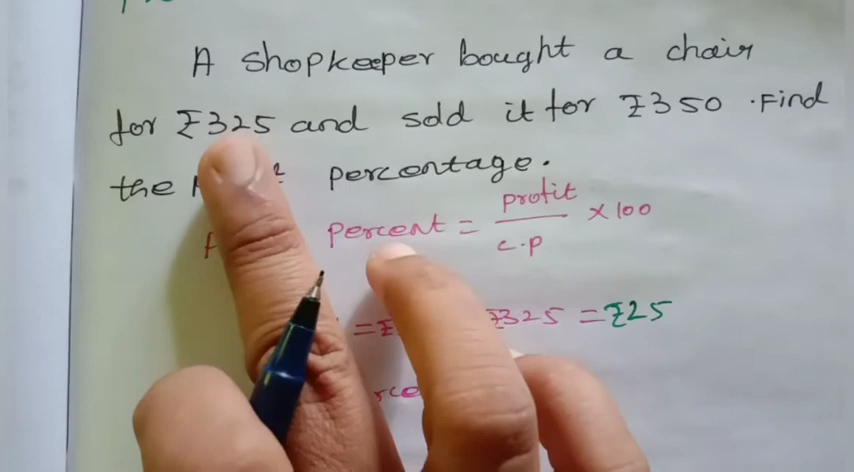 A shopkeeper bought a chair
for ₹325 and sold it for ₹350 . Find
the percentage.
percent = profit / c.p × 100
= ₹325 = ₹25